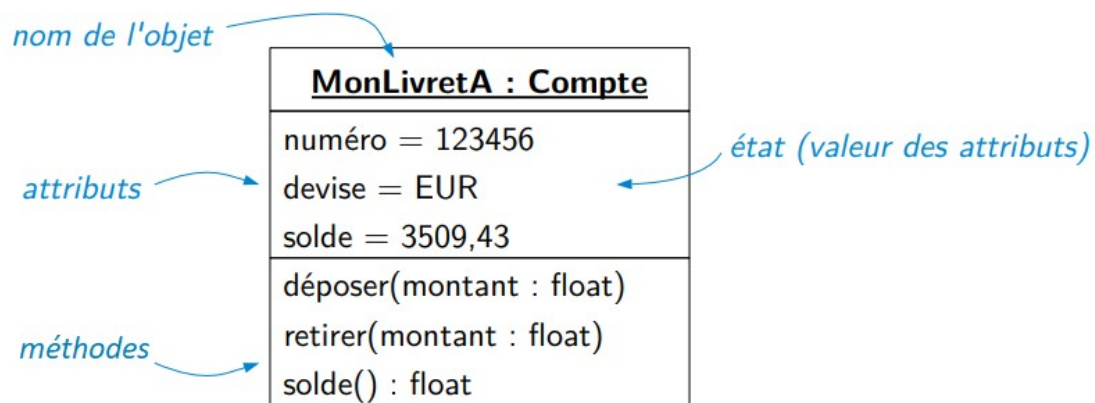 nom de l'objet
MonLivretA : Compte
numéro = 123456
état (valeur des attributs)
attributs
devise = EUR
solde = 3509,43
déposer(montant : float)
méthodes
retirer(montant : float)
solde() : float